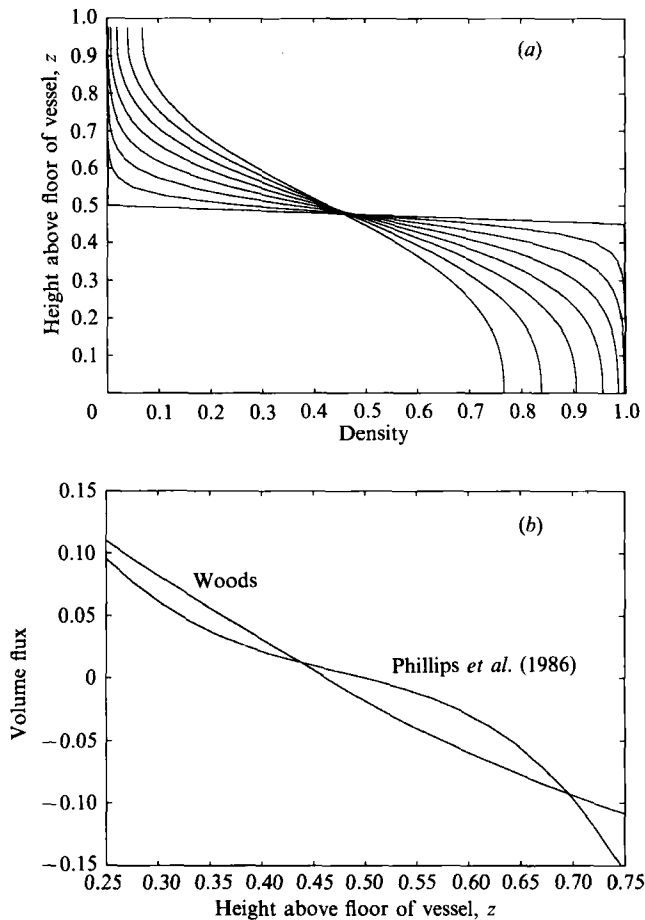 1.0
(a)
0.9
0.8
0.7
0.6
0.5
0.4
0.3
0.2
0.1
Height above floor of vessel, z
0 0.1 0.2 0.3 0.4 0.5 0.6 0.7 0.8 0.9 1.0
Density
0.15
(b)
0.10
Woods
0.05
Phillips et al. (1986)
0
−0.05
−0.10
−0.15
Volume flux
0.25 0.30 0.35 0.40 0.45 0.50 0.55 0.60 0.65 0.70 0.75
Height above floor of vessel, z